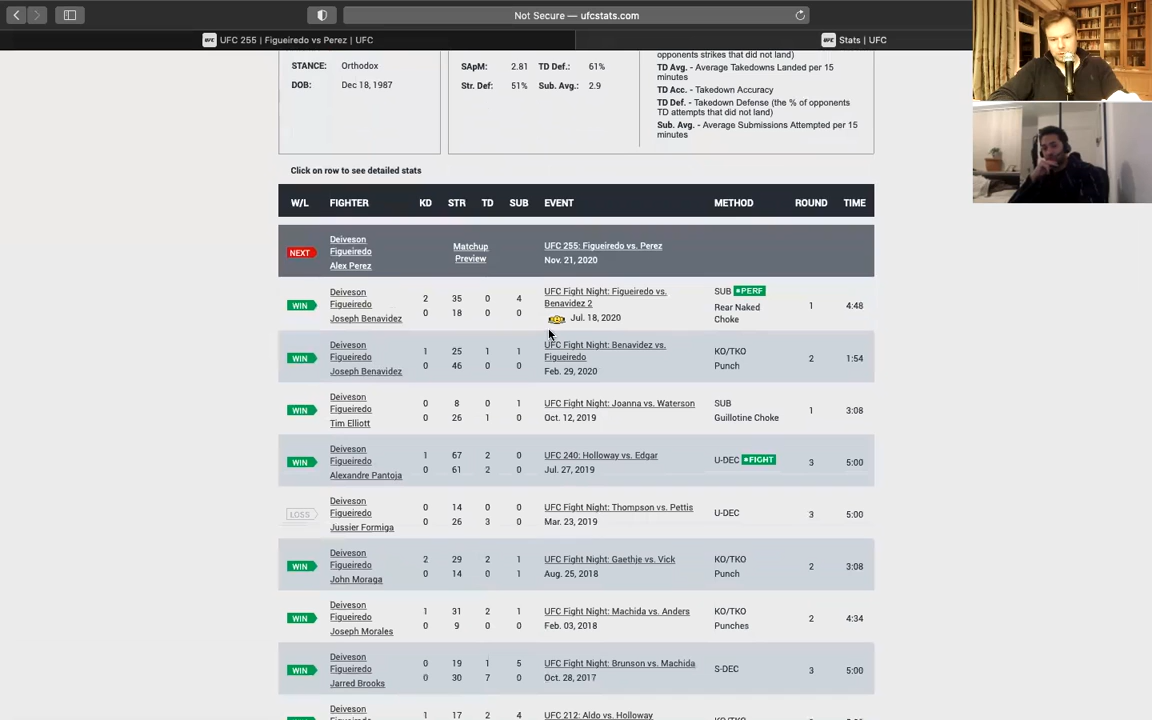 Not Secure — ufcstats.com
UFC 255 | Figueiredo vs Perez | UFC
Stats | UFC
STANCE: Orthodox
DOB: Dec 18, 1987
SApM: 2.81 TD Def.: 61%
Str. Def: 51% Sub. Avg.: 2.9
opponents strikes that did not land)
TD Avg. - Average Takedowns Landed per 15
minutes
TD Acc. - Takedown Accuracy
TD Def. - Takedown Defense (the % of opponents
TD attempts that did not land)
Sub. Avg. - Average Submissions Attempted per 15
minutes
Click on row to see detailed stats
W/L FIGHTER KD STR TD SUB EVENT METHOD ROUND TIME
NEXT
Deiveson
Figueiredo
Alex Perez
Matchup
Preview
UFC 255: Figueiredo vs. Perez
Nov. 21, 2020
WIN
Deiveson
Figueiredo
Joseph Benavidez
2 35 0 4
0 18 0 0
UFC Fight Night: Figueiredo vs.
Benavidez 2
Jul. 18, 2020
SUB PERF
Rear Naked
Choke
1 4:48
WIN
Deiveson
Figueiredo
Joseph Benavidez
1 25 1 1
0 46 0 0
UFC Fight Night: Benavidez vs.
Figueiredo
Feb. 29, 2020
KO/TKO
Punch
2 1:54
WIN
Deiveson
Figueiredo
Tim Elliott
0 8 0 1
0 26 1 0
UFC Fight Night: Joanna vs. Waterson
Oct. 12, 2019
SUB
Guillotine Choke
1 3:08
WIN
Deiveson
Figueiredo
Alexandre Pantoja
1 67 2 0
0 61 2 0
UFC 240: Holloway vs. Edgar
Jul. 27, 2019
U-DEC FIGHT
3 5:00
LOSS
Deiveson
Figueiredo
Jussier Formiga
0 14 0 0
0 26 3 0
UFC Fight Night: Thompson vs. Pettis
Mar. 23, 2019
U-DEC
3 5:00
WIN
Deiveson
Figueiredo
John Moraga
2 29 2 1
0 14 0 1
UFC Fight Night: Gaethje vs. Vick
Aug. 25, 2018
KO/TKO
Punch
2 3:08
WIN
Deiveson
Figueiredo
Joseph Morales
1 31 2 1
0 9 0 0
UFC Fight Night: Machida vs. Anders
Feb. 03, 2018
KO/TKO
Punches
2 4:34
WIN
Deiveson
Figueiredo
Jarred Brooks
0 19 1 5
0 30 7 0
UFC Fight Night: Brunson vs. Machida
Oct. 28, 2017
S-DEC
3 5:00
Deiveson
1 17 2 4
UFC 212: Aldo vs. Holloway